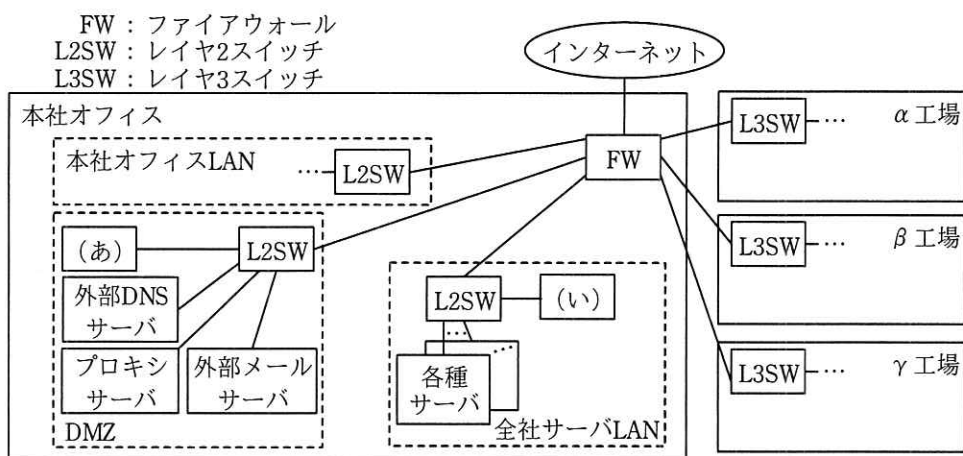 FW : ファイアウォール
L2SW : レイヤ2スイッチ
L3SW : レイヤ3スイッチ
インターネット
本社オフィス
本社オフィスLAN
… L2SW
FW
(あ)
L2SW
外部DNS
サーバ
プロキシ
サーバ
外部メール
サーバ
DMZ
L2SW
(い)
…
…
各種
サーバ
全社サーバLAN
L3SW … α工場
L3SW … β工場
L3SW … γ工場